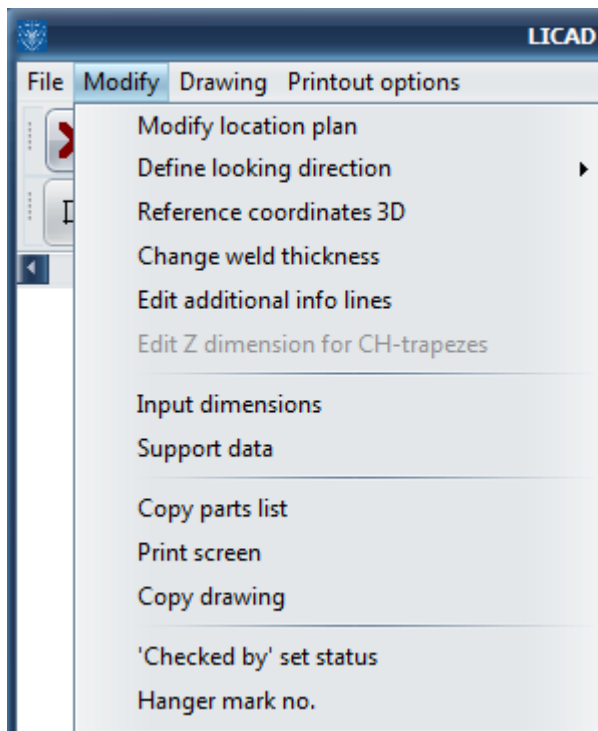 LICAD
File Modify Drawing Printout options
Modify location plan
Define looking direction
Reference coordinates 3D
Change weld thickness
Edit additional info lines
Edit Z dimension for CH-trapezes
Input dimensions
Support data
Copy parts list
Print screen
Copy drawing
'Checked by' set status
Hanger mark no.